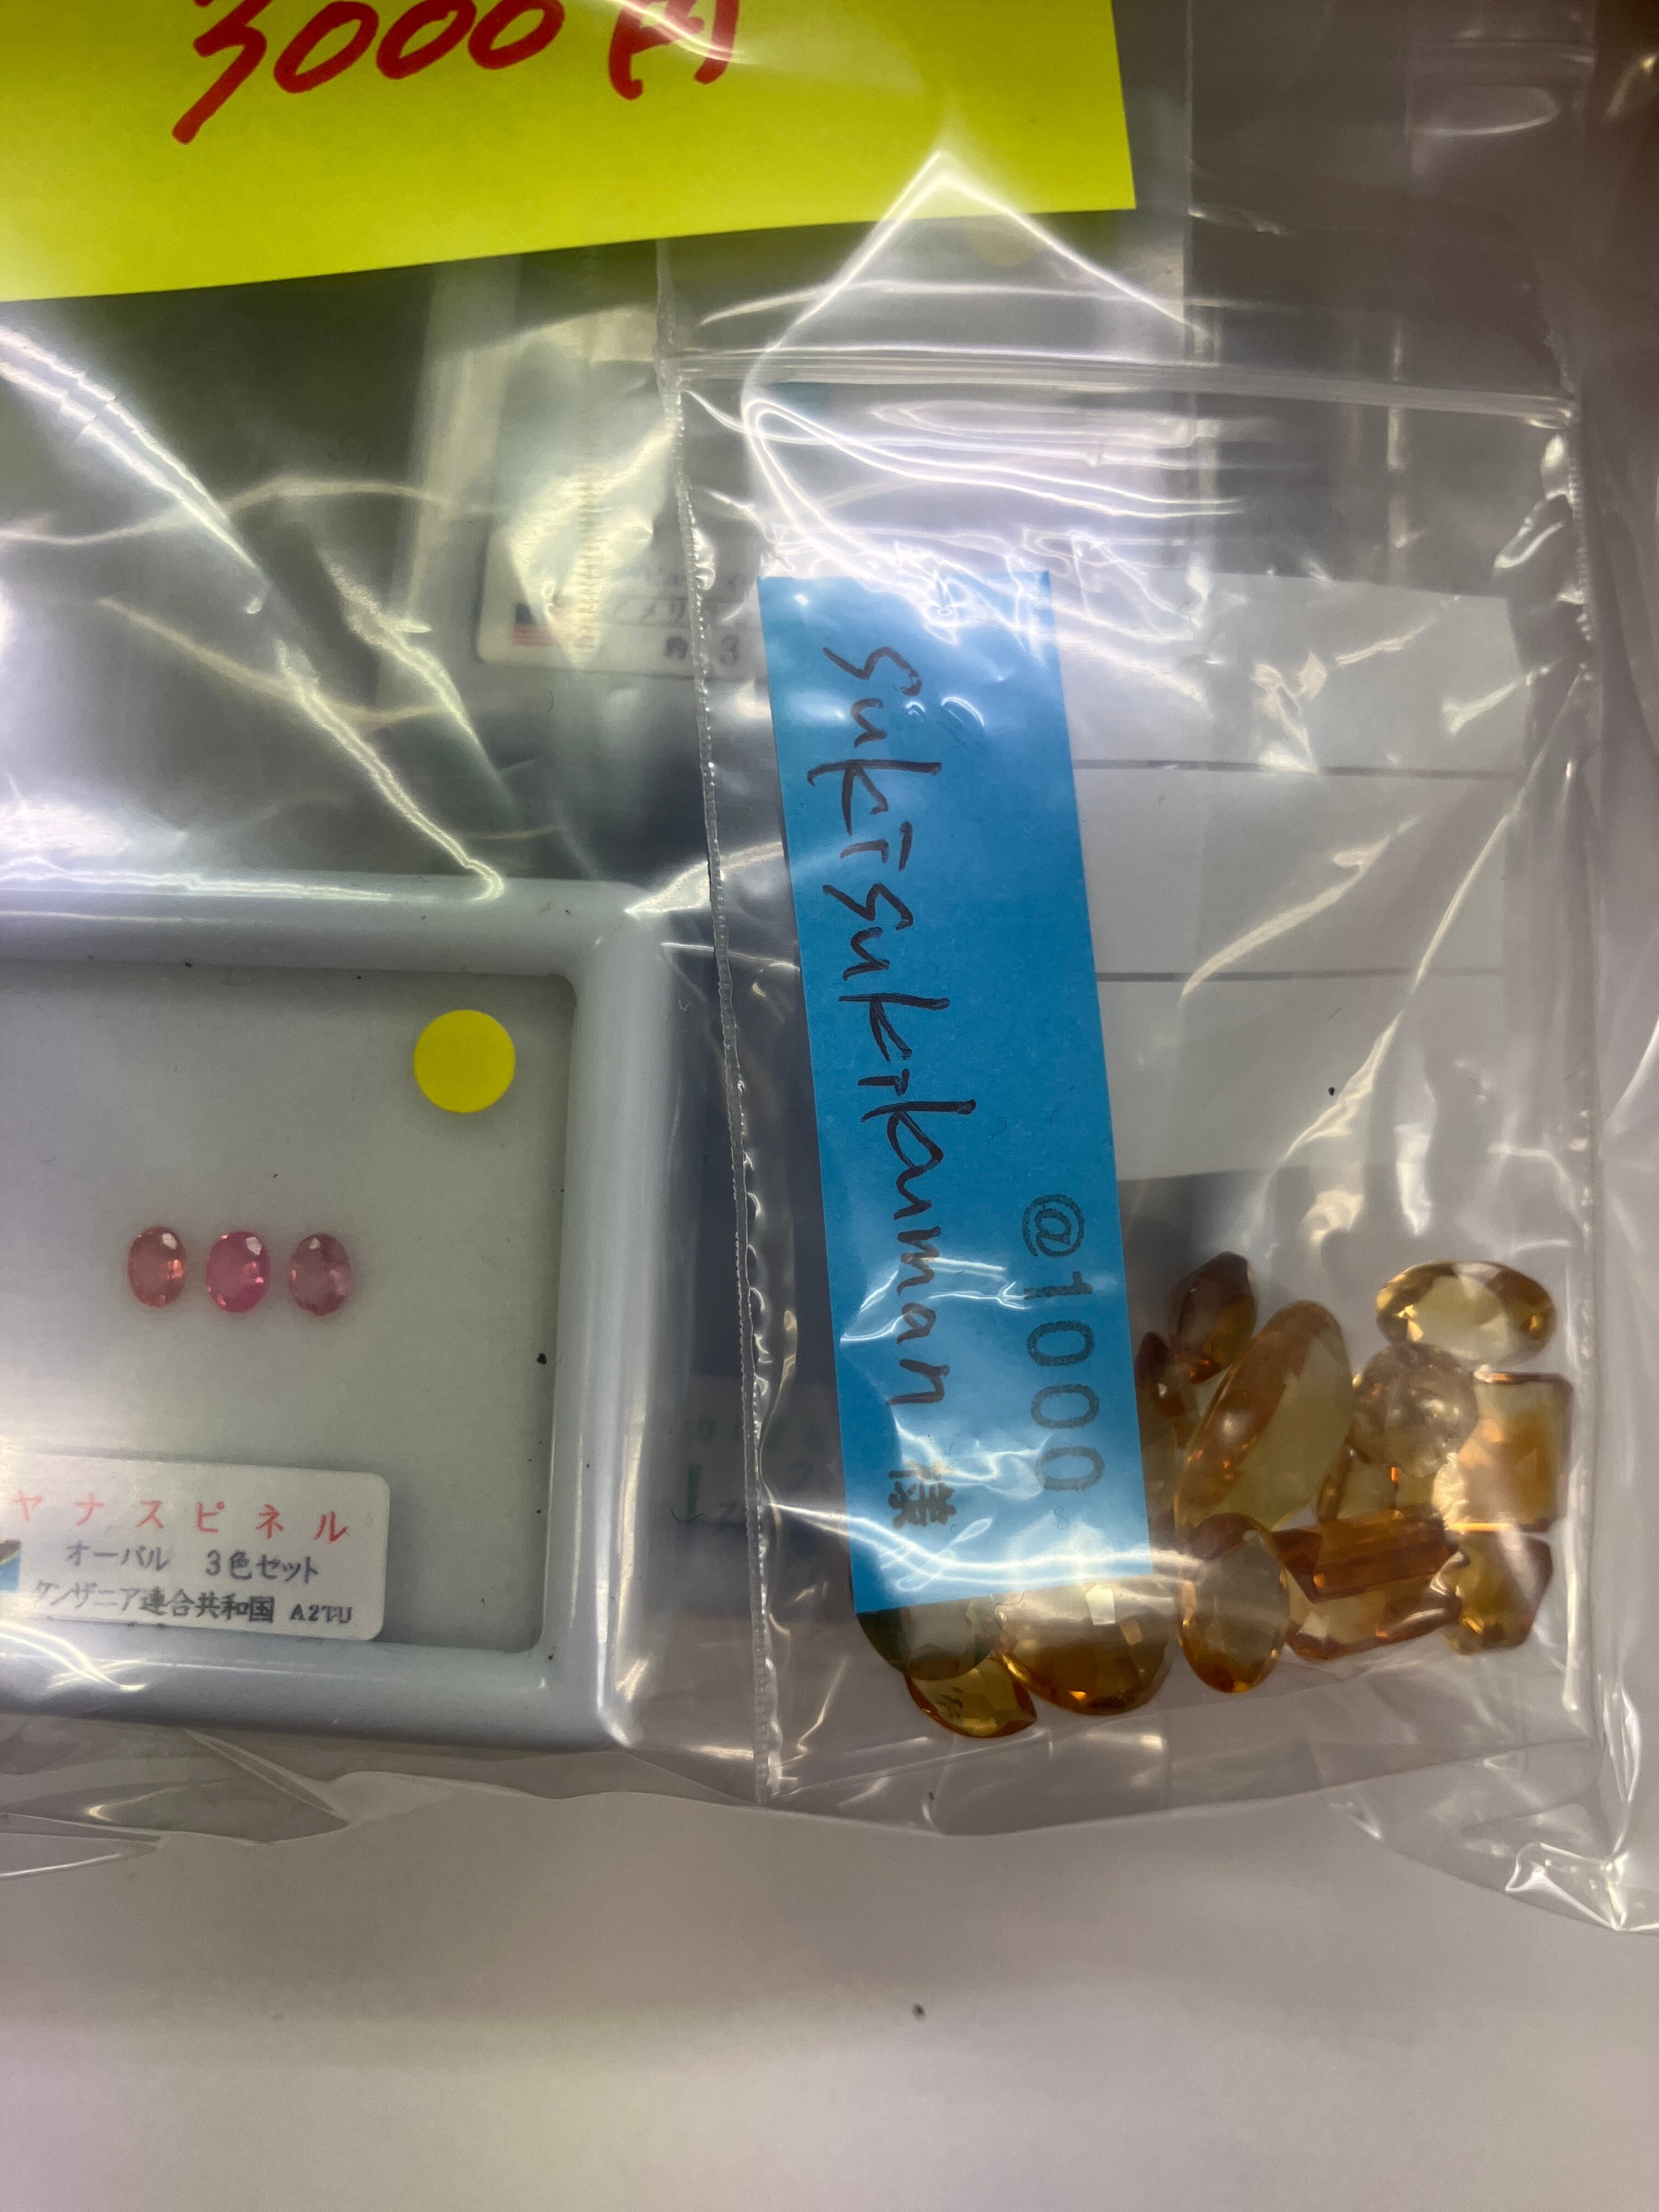 3000円
sukisukikanman 様
@1000
ヤナスピネル
オーバル 3色セット
タンザニア連合共和国 A2TU